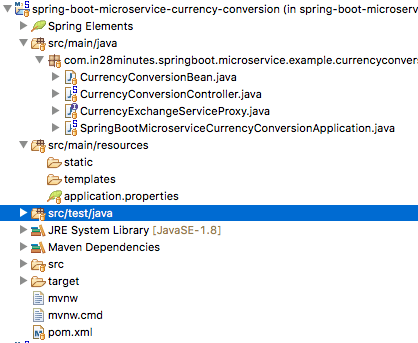 spring-boot-microservice-currency-conversion (in spring-boot-microser
Spring Elements
src/main/java
com.in28minutes.springboot.microservice.example.currencyconvers
CurrencyConversionBean.java
CurrencyConversionController.java
CurrencyExchangeServiceProxy.java
SpringBootMicroserviceCurrencyConversionApplication.java
src/main/resources
static
templates
application.properties
src/test/java
JRE System Library [JavaSE-1.8]
Maven Dependencies
src
target
mvnw
mvnw.cmd
pom.xml